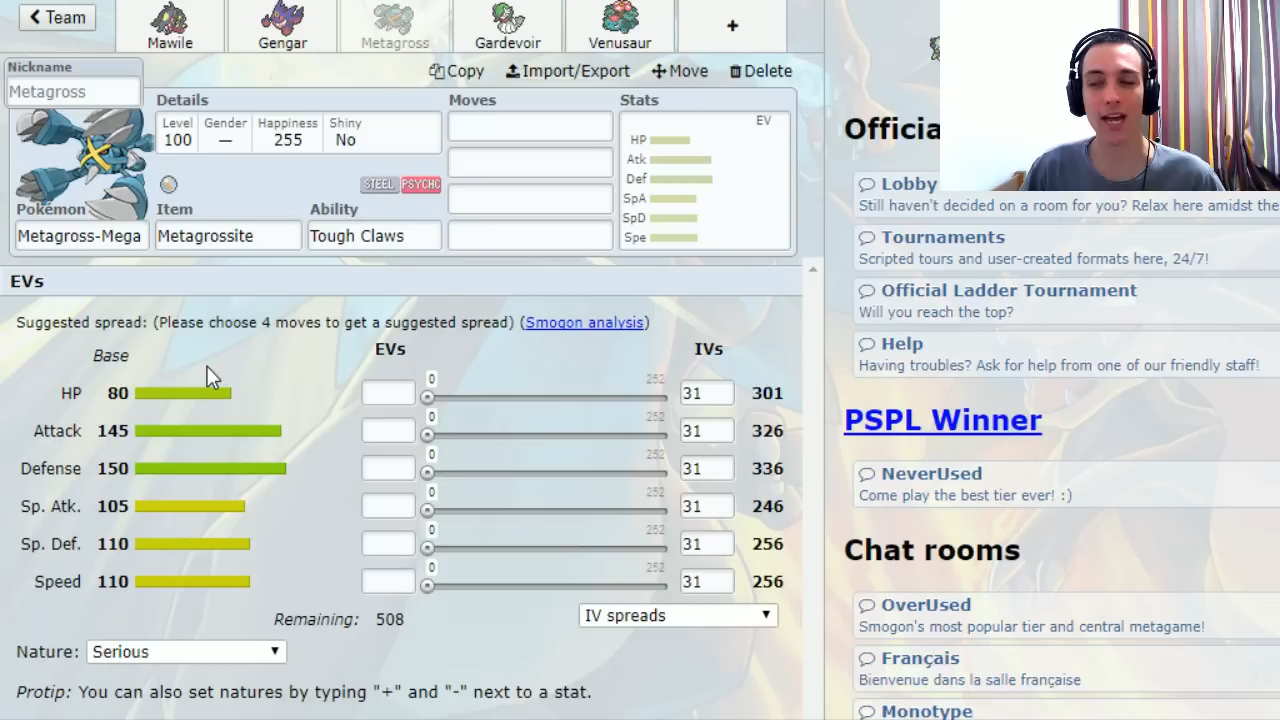 Team
Mawile
Gengar
Metagross
Gardevoir
Venusaur
+
Nickname
Metagross
Copy
Import/Export
Move
Delete
Details
Moves
Stats
Level
Gender
Happiness
Shiny
100
—
255
No
EV
HP
Atk
Def
SpA
SpD
Spe
STEEL
PSYCHC
Pokémon
Item
Ability
Metagross-Mega
Metagrossite
Tough Claws
EVs
Suggested spread: (Please choose 4 moves to get a suggested spread) (Smogon analysis)
Base
EVs
IVs
HP 80 0 252 31 301
Attack 145 0 252 31 326
Defense 150 0 252 31 336
Sp. Atk. 105 0 252 31 246
Sp. Def. 110 0 252 31 256
Speed 110 0 252 31 256
Remaining: 508
IV spreads
Nature: Serious
Protip: You can also set natures by typing "+" and "-" next to a stat.
Officia
Lobby
Still haven't decided on a room for you? Relax here amidst the
Tournaments
Scripted tours and user-created formats here, 24/7!
Official Ladder Tournament
Will you reach the top?
Help
Having troubles? Ask for help from one of our friendly staff!
PSPL Winner
NeverUsed
Come play the best tier ever! :)
Chat rooms
OverUsed
Smogon's most popular tier and central metagame!
Français
Bienvenue dans la salle française
Monotype